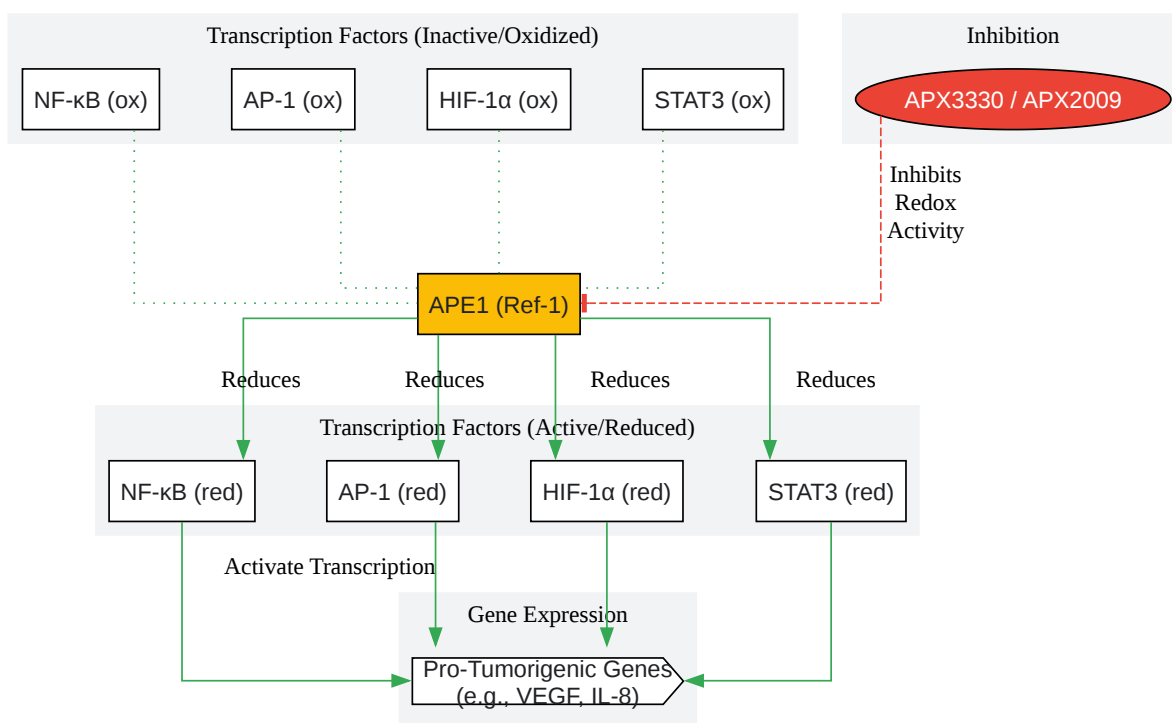 Transcription Factors (Inactive/Oxidized)
Inhibition
NF-κB (ox)
AP-1 (ox)
HIF-1α (ox)
STAT3 (ox)
APX3330 / APX2009
Inhibits
Redox
Activity
APE1 (Ref-1)
Reduces
Reduces
Reduces
Reduces
Transcription Factors (Active/Reduced)
NF-κB (red)
AP-1 (red)
HIF-1α (red)
STAT3 (red)
Activate Transcription
Gene Expression
Pro-Tumorigenic Genes
(e.g., VEGF, IL-8)